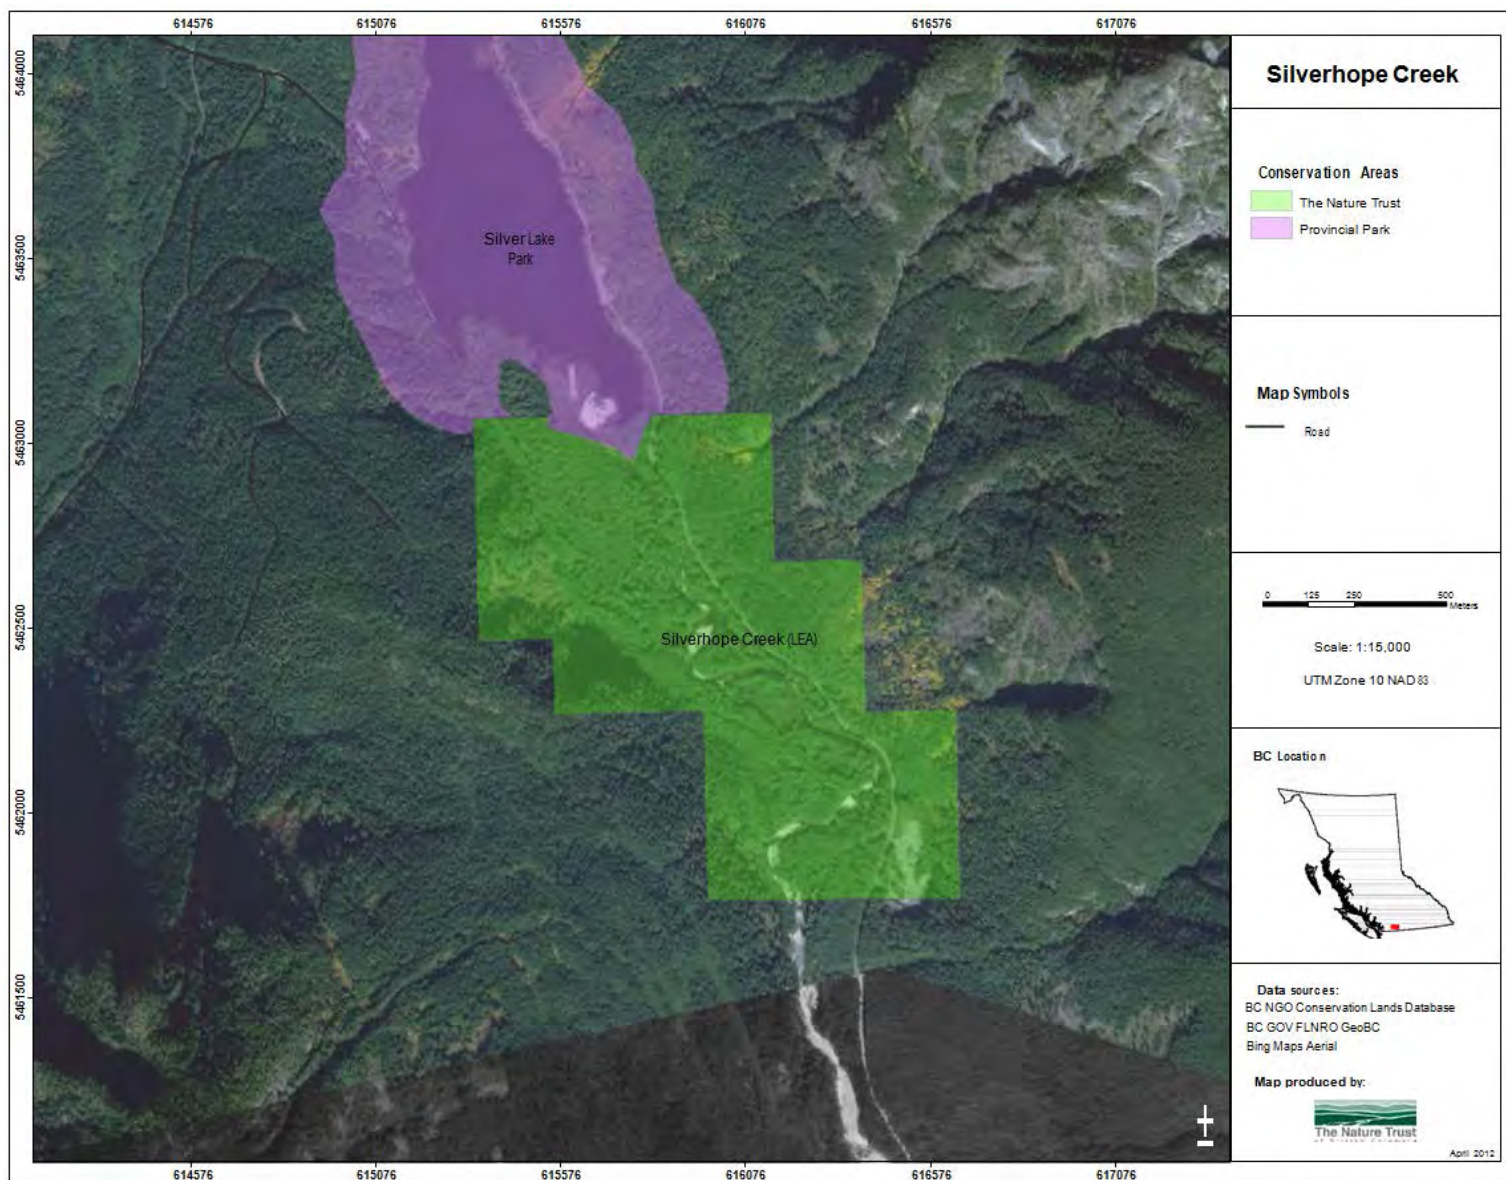 614576 615076 615576 616076 616576 617076
5464000
5463500
5463000
5462500
5462000
5461500
Silver Lake
Park
Silverhope Creek (LEA)
614576 615076 615576 616076 616576 617076
Silverhope Creek
Conservation Areas
The Nature Trust
Provincial Park
Map Symbols
Road
0 125 250 500
Meters
Scale: 1:15,000
UTM Zone 10 NAD 83
BC Location
Data sources:
BC NGO Conservation Lands Database
BC GOV FLNRO GeoBC
Bing Maps Aerial
Map produced by:
The Nature Trust
April 2012